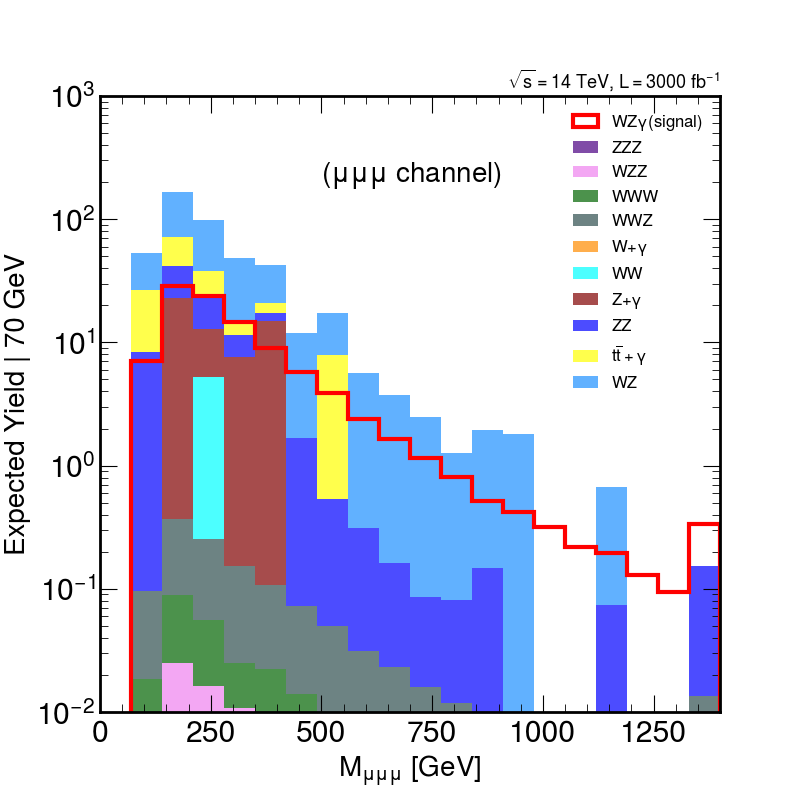 √s = 14 TeV, L = 3000 fb⁻¹
10³
WZγ(signal)
ZZZ
(μμμ channel)
WZZ
WWW
10²
WWZ
W+γ
WW
Z+γ
ZZ
10¹
tt̄+γ
WZ
10⁰
10⁻¹
10⁻²
Expected Yield | 70 GeV
0 250 500 750 1000 1250
M_μμμ [GeV]